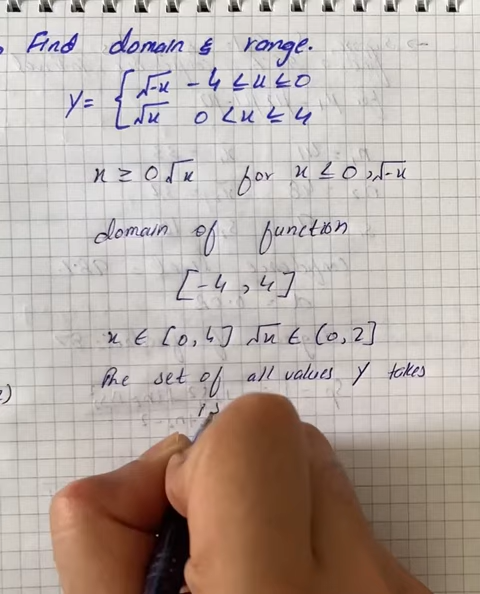 Find domain & range.
y = { √-x -4 ≤ x ≤ 0
√x 0 < x ≤ 4
x ≥ 0 √x for x ≤ 0, √-x
domain of function
[-4, 4]
x ∈ [0, 4] √x ∈ (0, 2]
The set of all values y takes
is